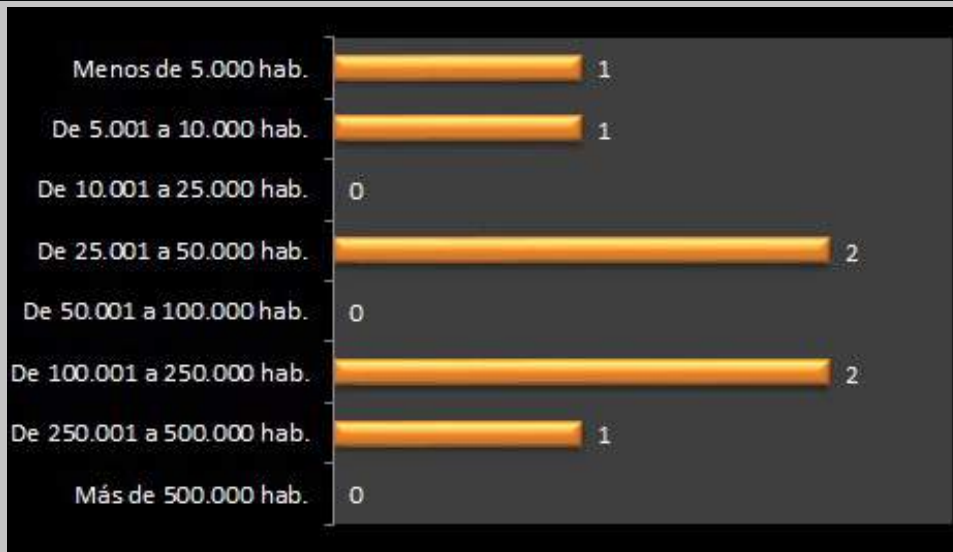 Menos de 5.000 hab. 1
De 5.001 a 10.000 hab. 1
De 10.001 a 25.000 hab. 0
De 25.001 a 50.000 hab. 2
De 50.001 a 100.000 hab. 0
De 100.001 a 250.000 hab. 2
De 250.001 a 500.000 hab. 1
Más de 500.000 hab. 0